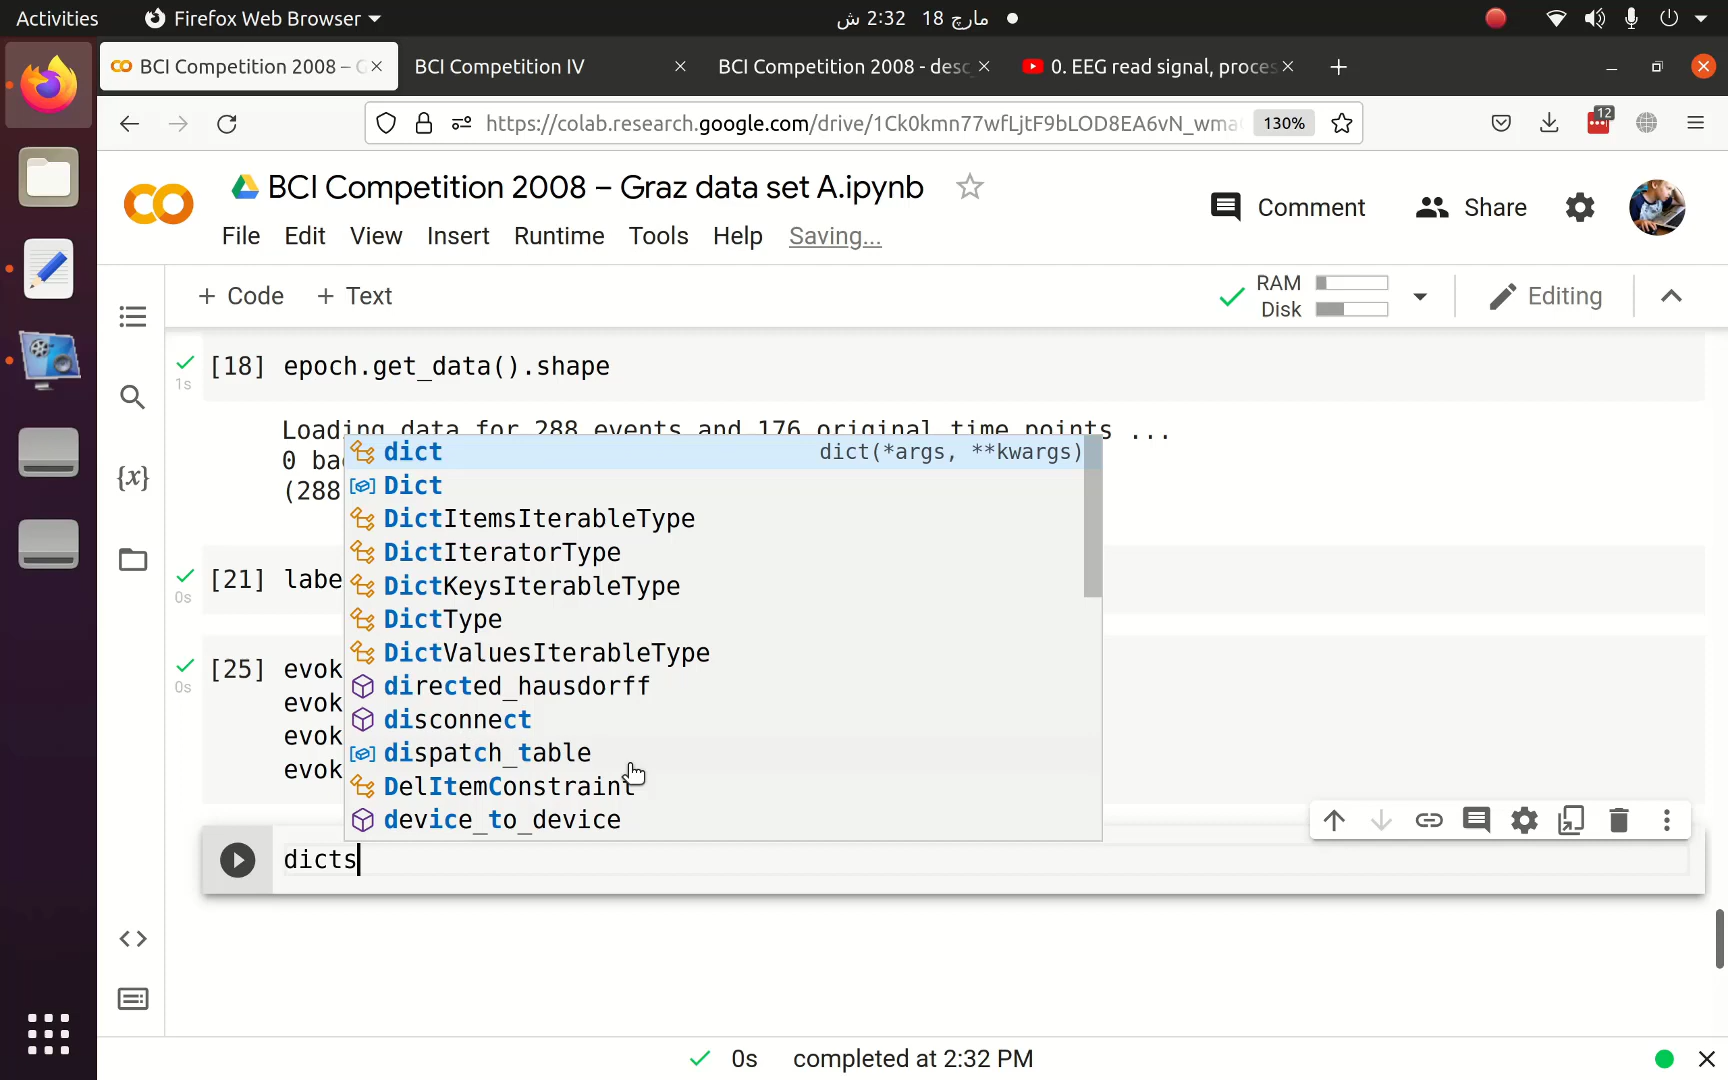 Activities Firefox Web Browser 2:32 ش مارچ 18
BCI Competition 2008 – G BCI Competition IV BCI Competition 2008 - desc 0. EEG read signal, proces
https://colab.research.google.com/drive/1Ck0kmn77wfLjtF9bLOD8EA6vN_wma 130% 12
BCI Competition 2008 – Graz data set A.ipynb
Comment Share
File Edit View Insert Runtime Tools Help Saving...
+ Code + Text
RAM
Disk
Editing
[18] epoch.get_data().shape
1s
Loading data for 288 events and 176 original time points ...
0 ba
(288
dict dict(*args, **kwargs)
Dict
DictItemsIterableType
DictIteratorType
DictKeysIterableType
DictType
DictValuesIterableType
directed_hausdorff
disconnect
dispatch_table
DelItemConstraint
device_to_device
{x}
[21] labe
0s
[25] evok
0s
evok
evok
evok
dicts
0s completed at 2:32 PM